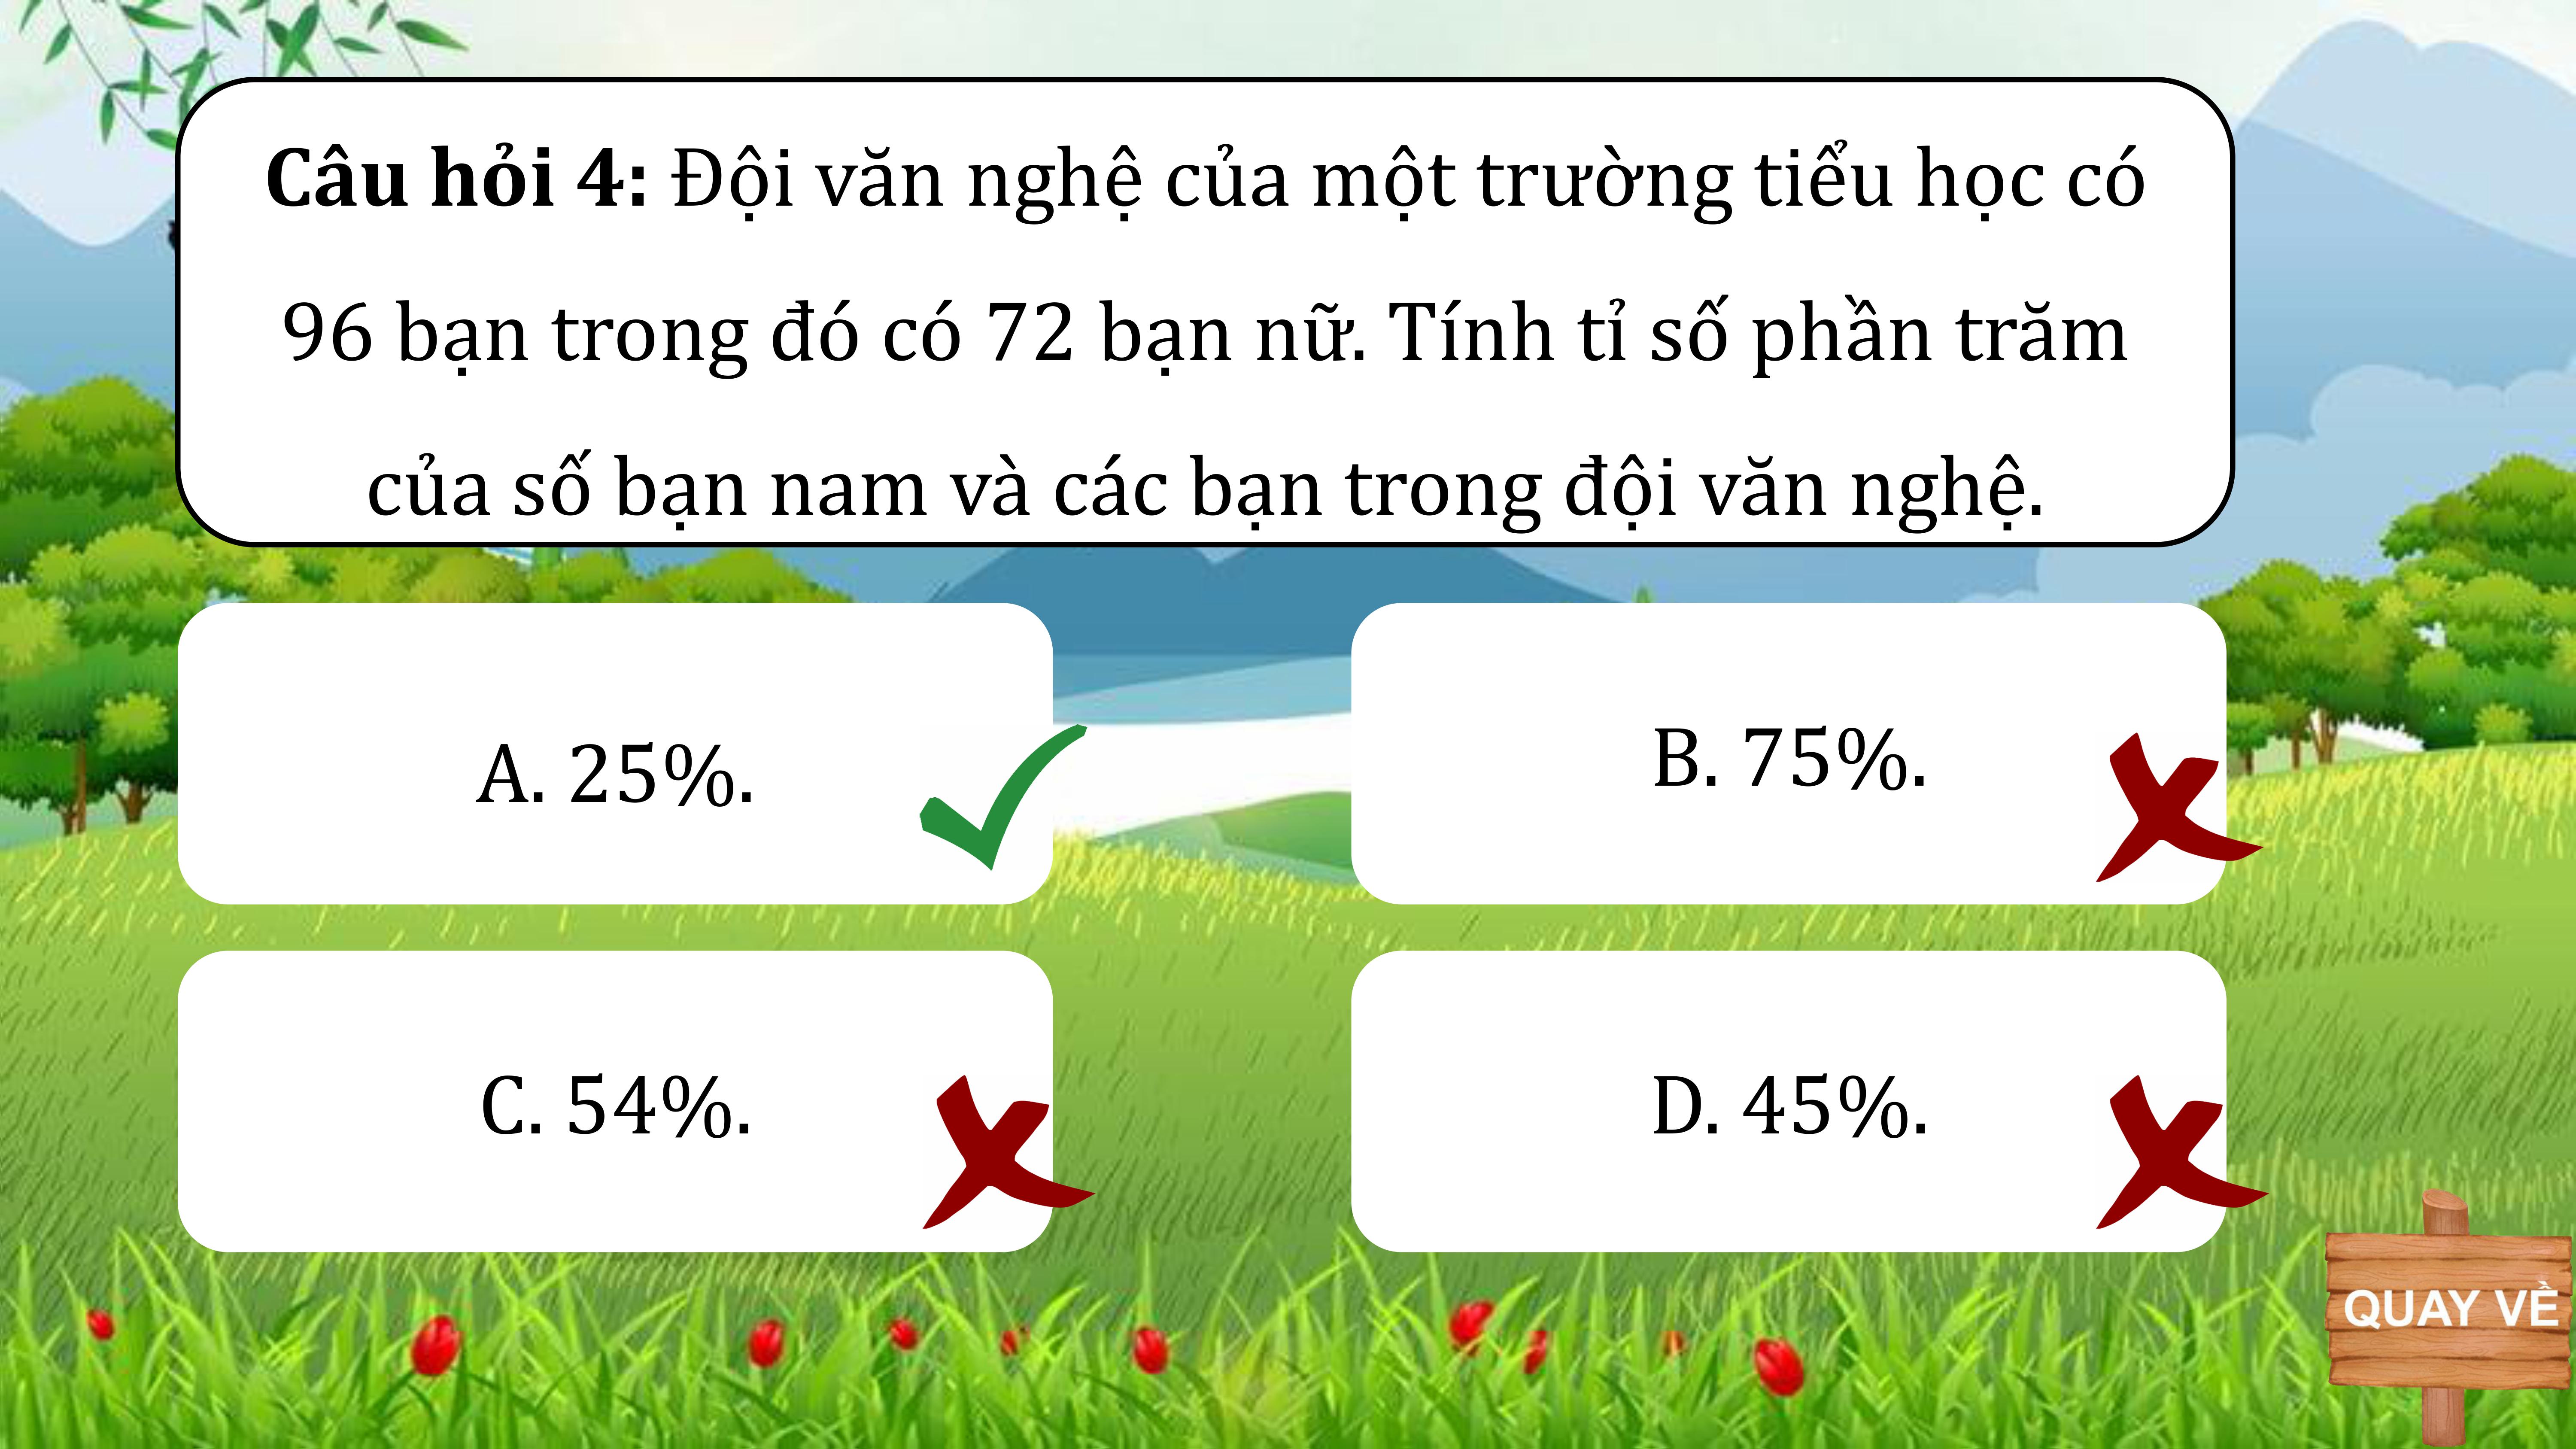 Câu hỏi 4: Đội văn nghệ của một trường tiểu học có
96 bạn trong đó có 72 bạn nữ. Tính tỉ số phần trăm
của số bạn nam và các bạn trong đội văn nghệ.
A. 25%.
B. 75%.
C. 54%.
D. 45%.
QUAY VỀ